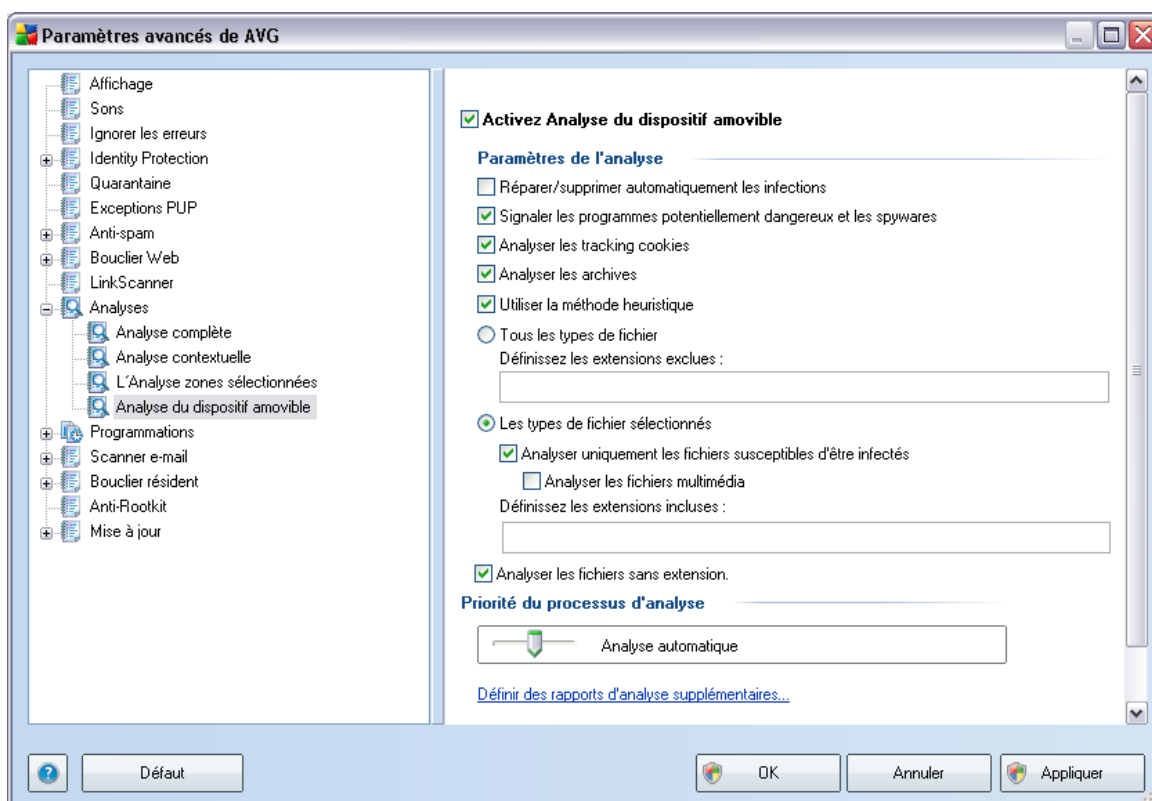 Paramètres avancés de AVG
Affichage
Sons
Ignorer les erreurs
Identity Protection
Quarantaine
Exceptions PUP
Anti-spam
Bouclier Web
LinkScanner
Analyses
Analyse complète
Analyse contextuelle
L´Analyse zones sélectionnées
Analyse du dispositif amovible
Programmations
Scanner e-mail
Bouclier résident
Anti-Rootkit
Mise à jour
Activez Analyse du dispositif amovible
Paramètres de l'analyse
Réparer/supprimer automatiquement les infections
Signaler les programmes potentiellement dangereux et les spywares
Analyser les tracking cookies
Analyser les archives
Utiliser la méthode heuristique
Tous les types de fichier
Définissez les extensions exclues :
Les types de fichier sélectionnés
Analyser uniquement les fichiers susceptibles d'être infectés
Analyser les fichiers multimédia
Définissez les extensions incluses :
Analyser les fichiers sans extension.
Priorité du processus d'analyse
Analyse automatique
Définir des rapports d'analyse supplémentaires...
Défaut
OK
Annuler
Appliquer